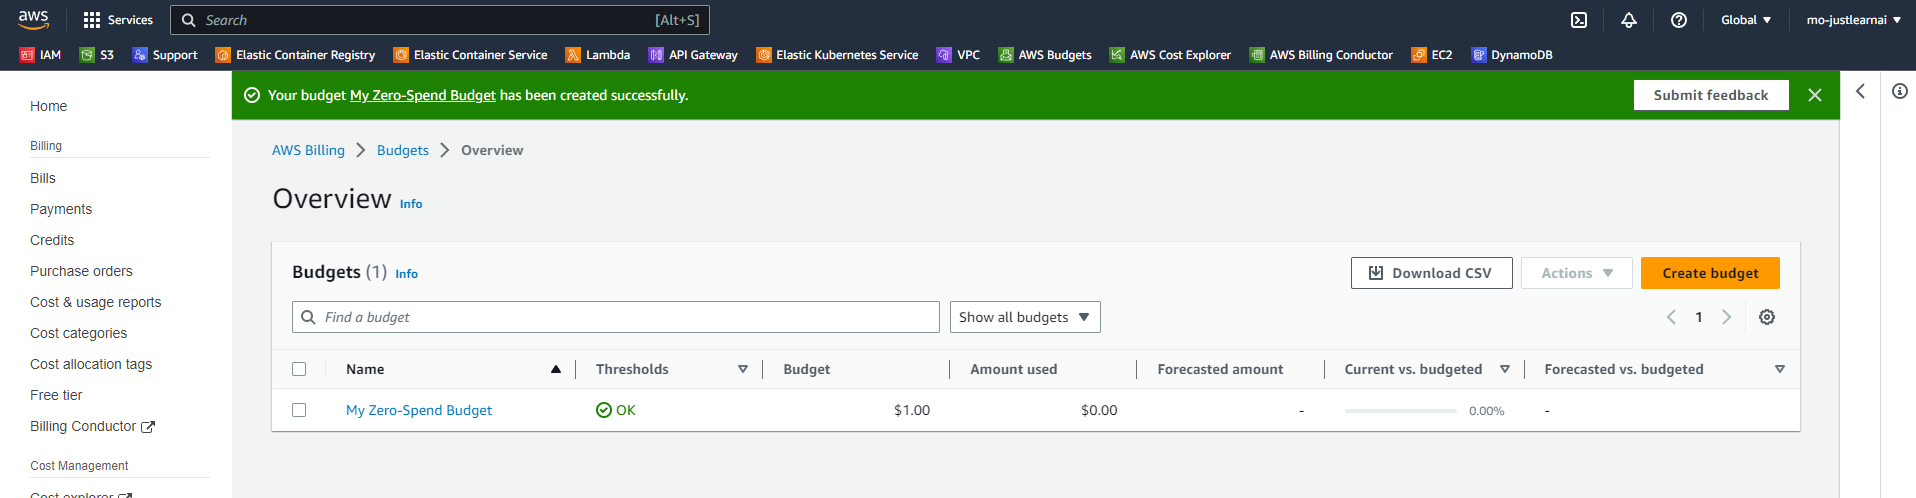 aws Services Search [Alt+S] Global mo-justlearnai
IAM S3 Support Elastic Container Registry Elastic Container Service Lambda API Gateway Elastic Kubernetes Service VPC AWS Budgets AWS Cost Explorer AWS Billing Conductor EC2 DynamoDB
Your budget My Zero-Spend Budget has been created successfully. Submit feedback
Home
Billing
Bills
Payments
Credits
Purchase orders
Cost & usage reports
Cost categories
Cost allocation tags
Free tier
Billing Conductor
Cost Management
Cost explorer
AWS Billing Budgets Overview
Overview Info
Budgets (1) Info Download CSV Actions Create budget
Find a budget Show all budgets 1
Name Thresholds Budget Amount used Forecasted amount Current vs. budgeted Forecasted vs. budgeted
My Zero-Spend Budget OK $1.00 $0.00 - 0.00% -